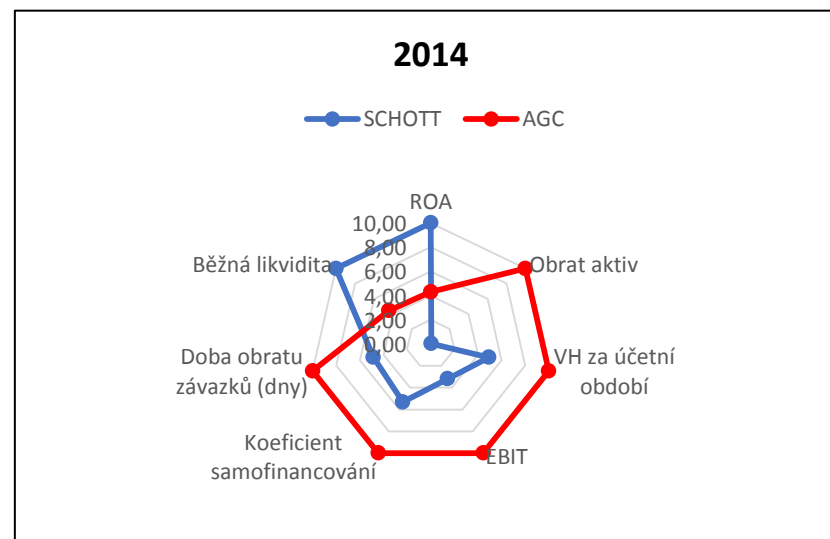 2014
SCHOTT
AGC
ROA
10,00
8,00
6,00
4,00
2,00
0,00
Obrat aktiv
VH za účetní
období
EBIT
Koeficient
samofinancování
Doba obratu
závazků (dny)
Běžná likvidita